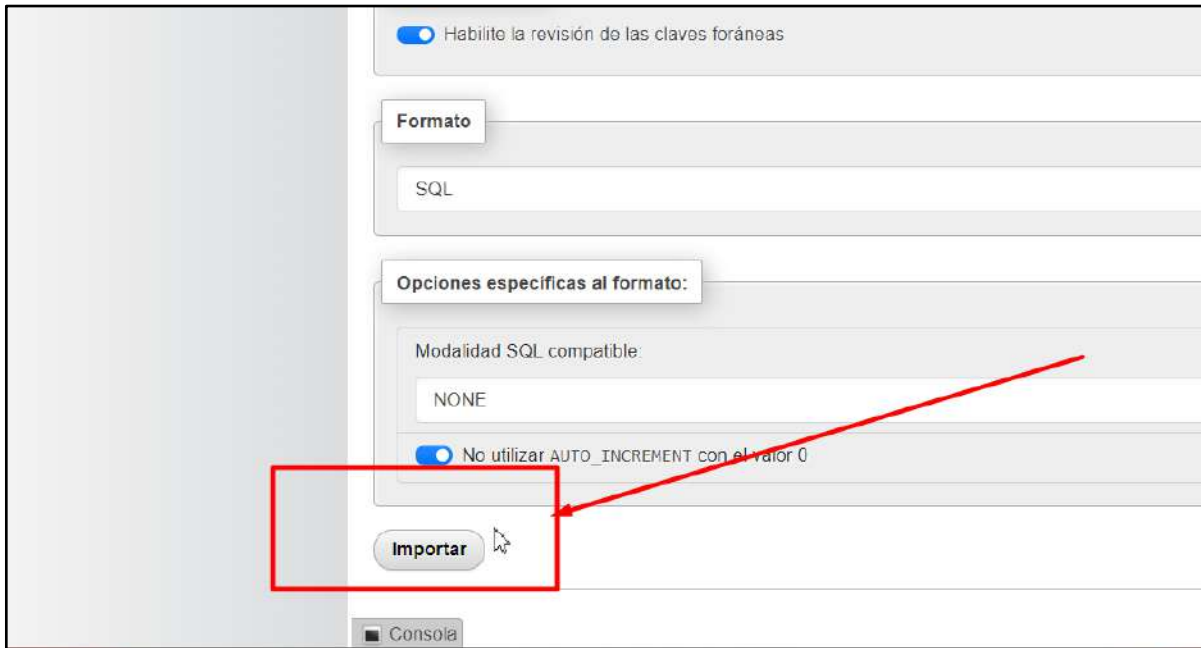 Habilite la revisión de las claves foráneas
Formato
SQL
Opciones específicas al formato:
Modalidad SQL compatible:
NONE
No utilizar AUTO_INCREMENT con el valor 0
Importar
Consola